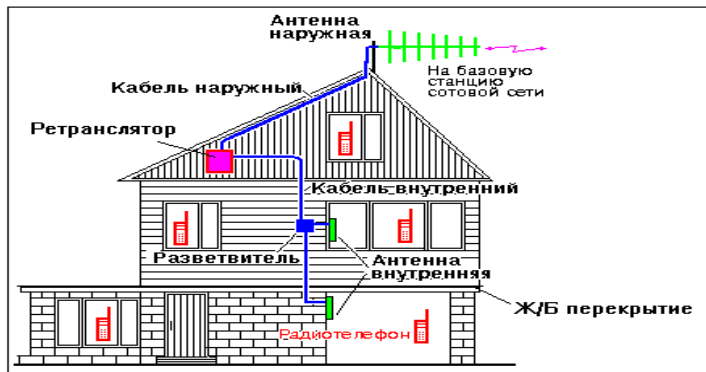 Антенна
наружная
На базовую
станцию
сотовой сети
Кабель наружный
Ретранслятор
Кабель внутренний
Разветвитель
Антенна
внутренняя
Ж/Б перекрытие
Радиотелефон